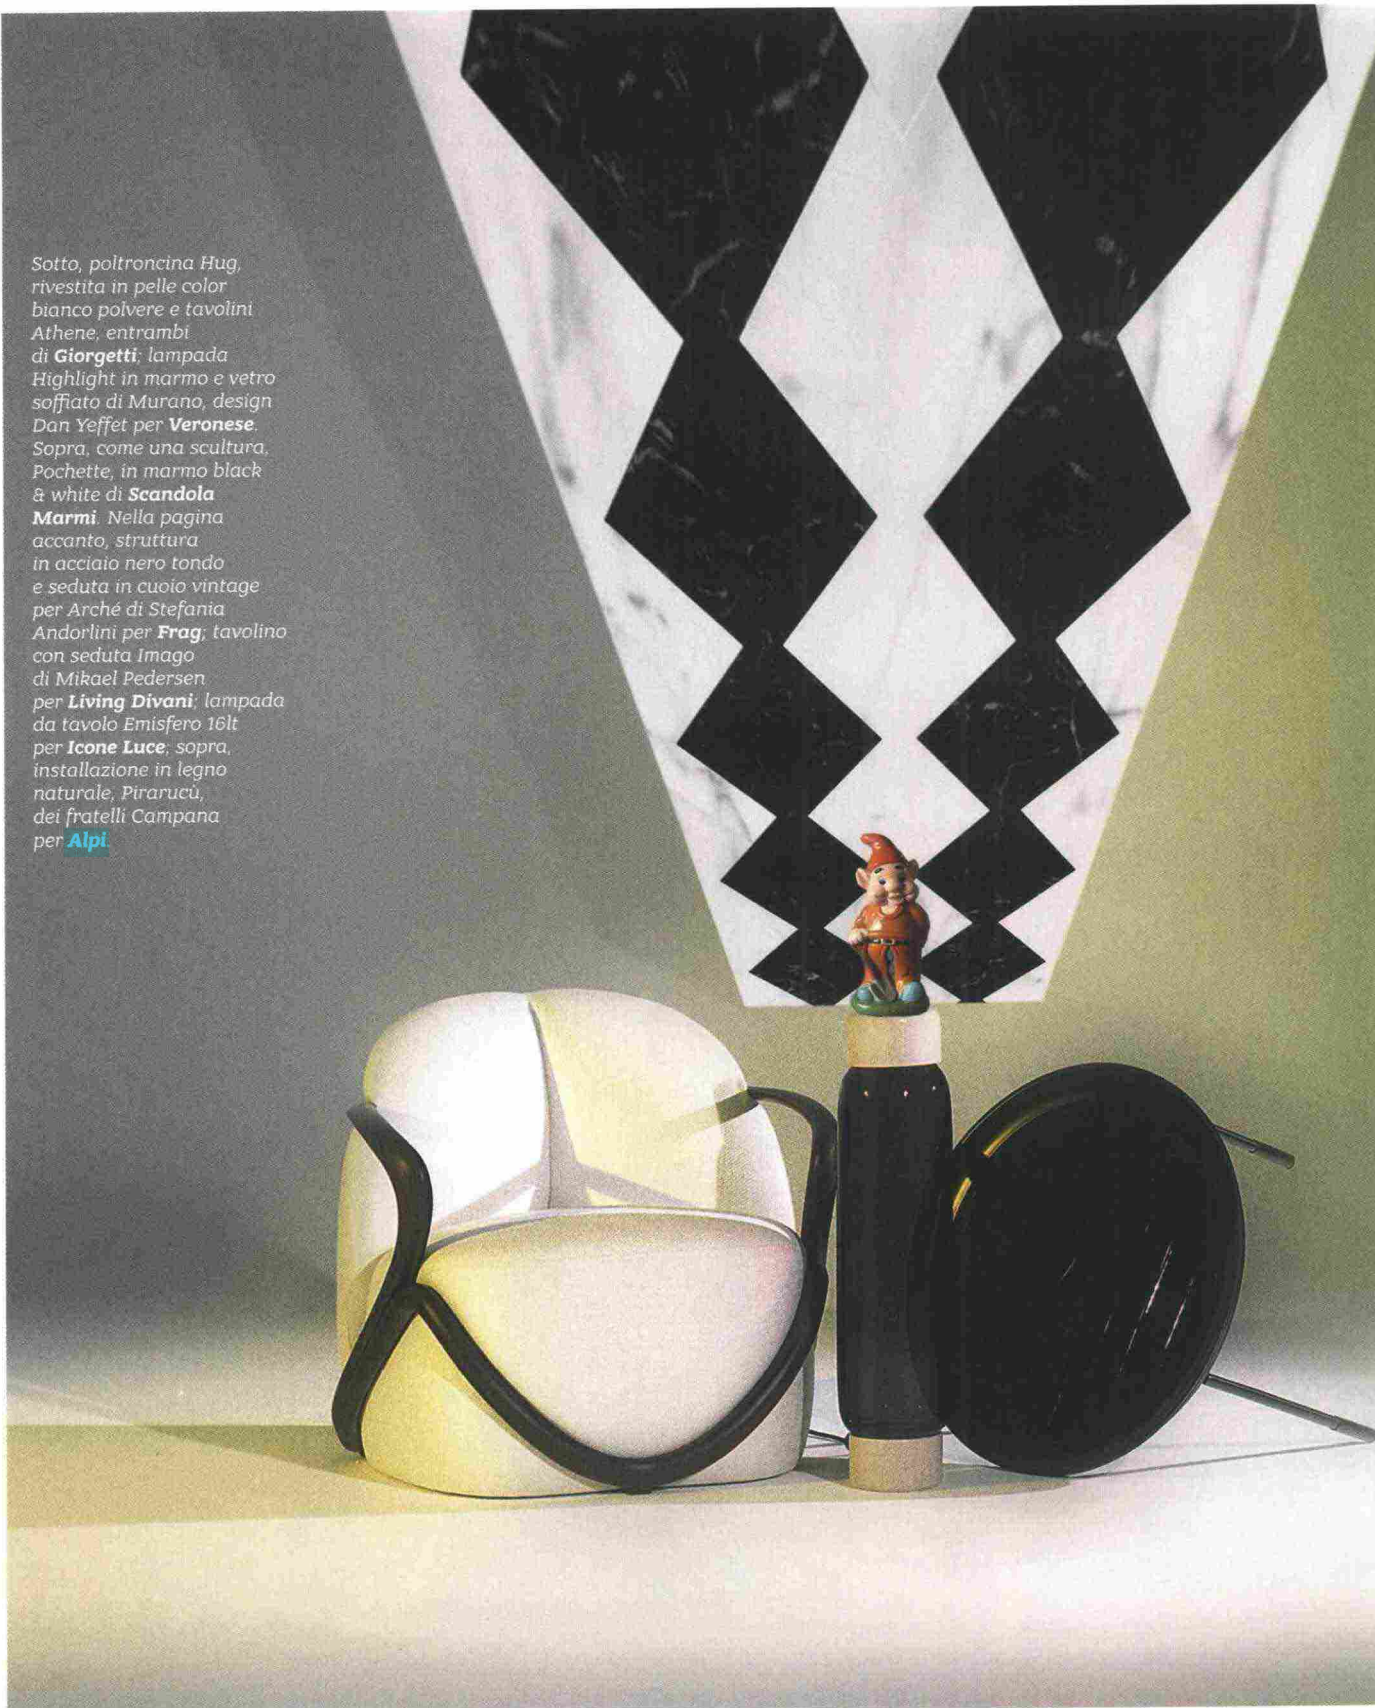 Sotto, poltroncina Hug,
rivestita in pelle color
bianco polvere e tavolini
Athene, entrambi
di Giorgetti; lampada
Highlight in marmo e vetro
soffiato di Murano, design
Dan Yeffet per Veronese.
Sopra, come una scultura,
Pochette, in marmo black
& white di Scandola
Marmi. Nella pagina
accanto, struttura
in acciaio nero tondo
e seduta in cuoio vintage
per Arché di Stefania
Andorlini per Frag; tavolino
con seduta Imago
di Mikael Pedersen
per Living Divani; lampada
da tavolo Emisfero 16lt
per Icone Luce; sopra,
installazione in legno
naturale, Pirarucù,
dei fratelli Campana
per Alpi.